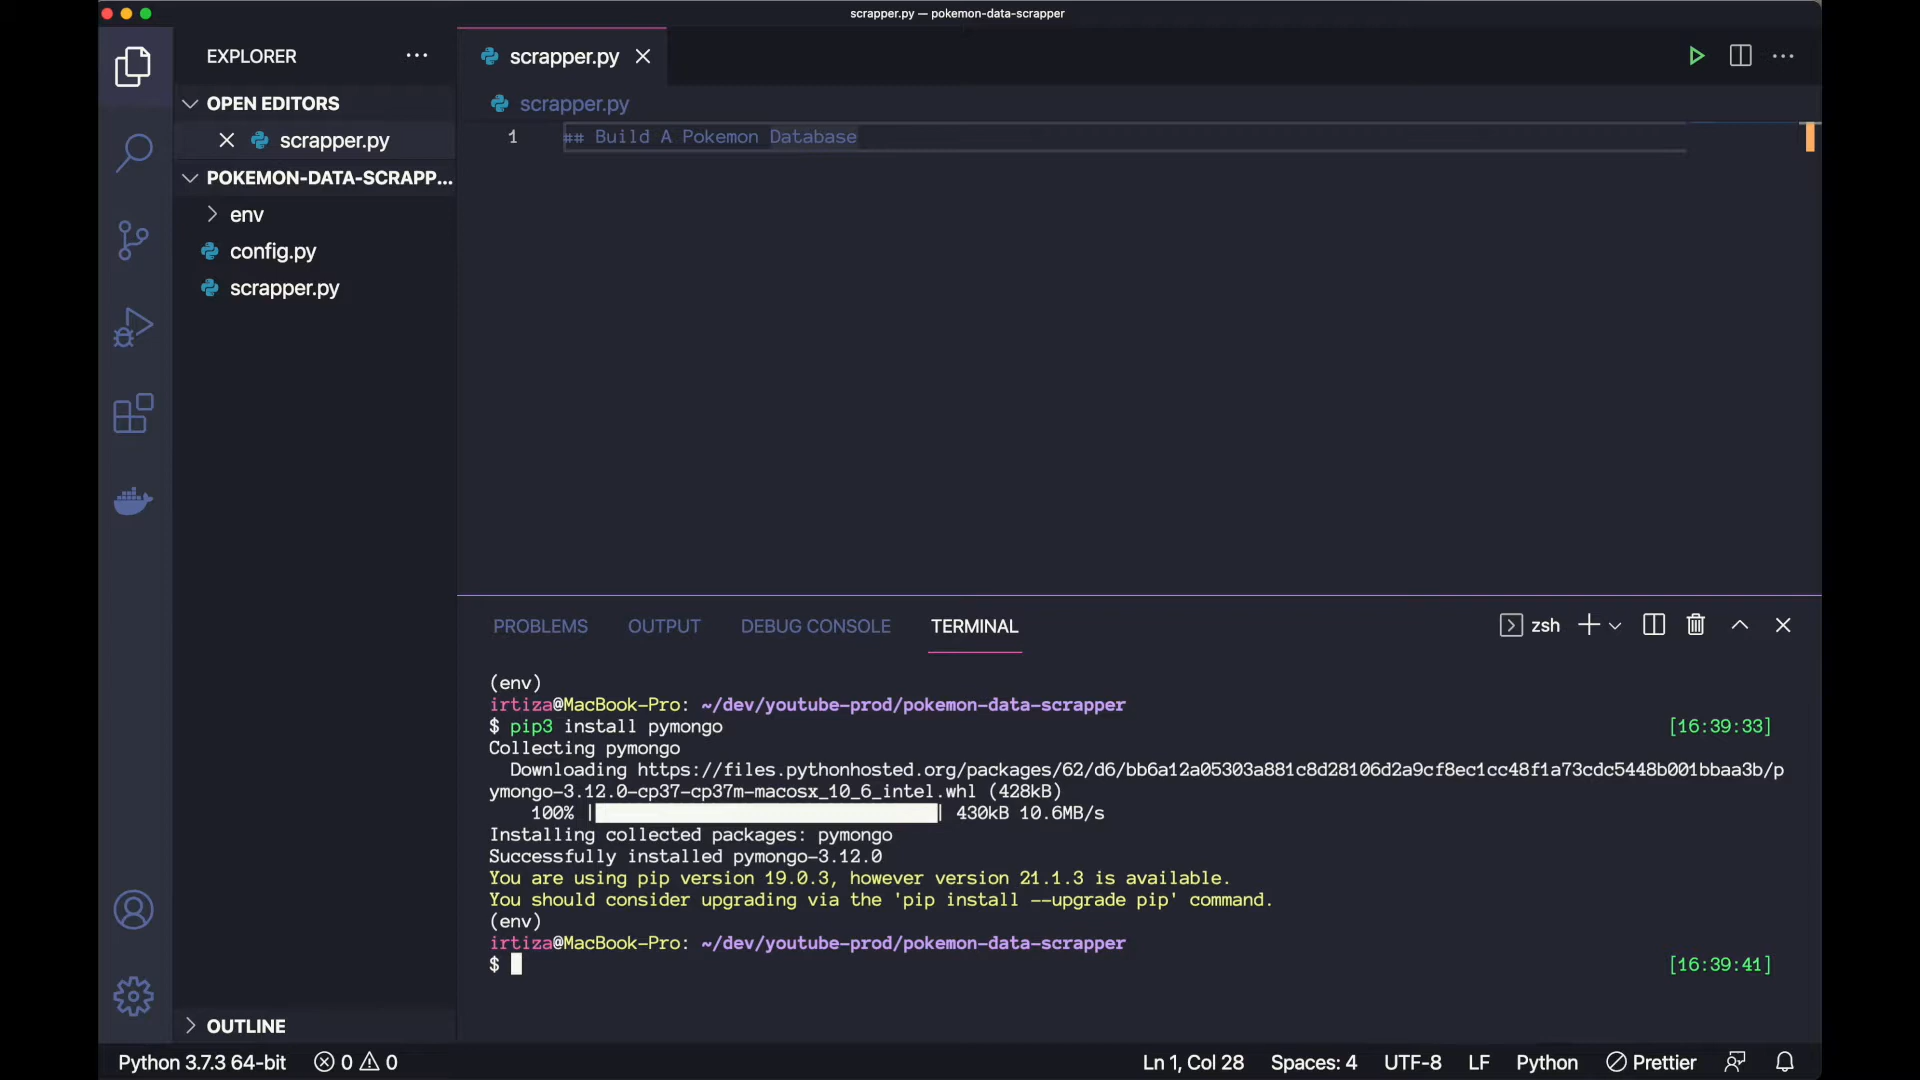 scrapper.py — pokemon-data-scrapper
EXPLORER
OPEN EDITORS
scrapper.py
POKEMON-DATA-SCRAPP...
env
config.py
scrapper.py
OUTLINE
scrapper.py
scrapper.py
1 ## Build A Pokemon Database
PROBLEMS OUTPUT DEBUG CONSOLE TERMINAL zsh
(env)
irtiza@MacBook-Pro: ~/dev/youtube-prod/pokemon-data-scrapper
$ pip3 install pymongo [16:39:33]
Collecting pymongo
Downloading https://files.pythonhosted.org/packages/62/d6/bb6a12a05303a881c8d28106d2a9cf8ec1cc48f1a73cdc5448b001bbaa3b/p
ymongo-3.12.0-cp37-cp37m-macosx_10_6_intel.whl (428kB)
100% || 430kB 10.6MB/s
Installing collected packages: pymongo
Successfully installed pymongo-3.12.0
You are using pip version 19.0.3, however version 21.1.3 is available.
You should consider upgrading via the 'pip install --upgrade pip' command.
(env)
irtiza@MacBook-Pro: ~/dev/youtube-prod/pokemon-data-scrapper
$ [16:39:41]
Python 3.7.3 64-bit 0 0 Ln 1, Col 28 Spaces: 4 UTF-8 LF Python Prettier